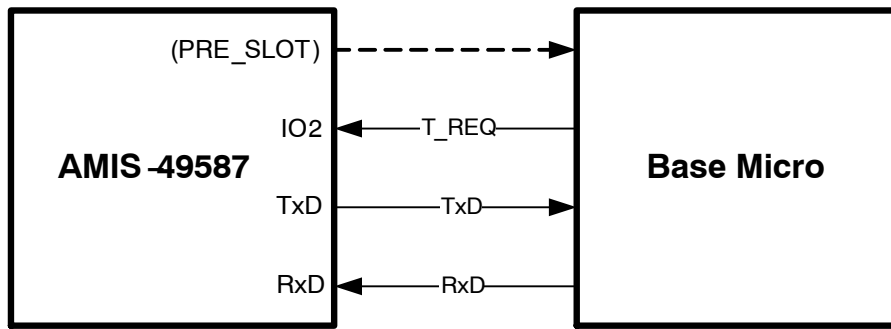 (PRE_SLOT)
IO2
T_REQ
AMIS-49587
Base Micro
TxD
TxD
RxD
RxD